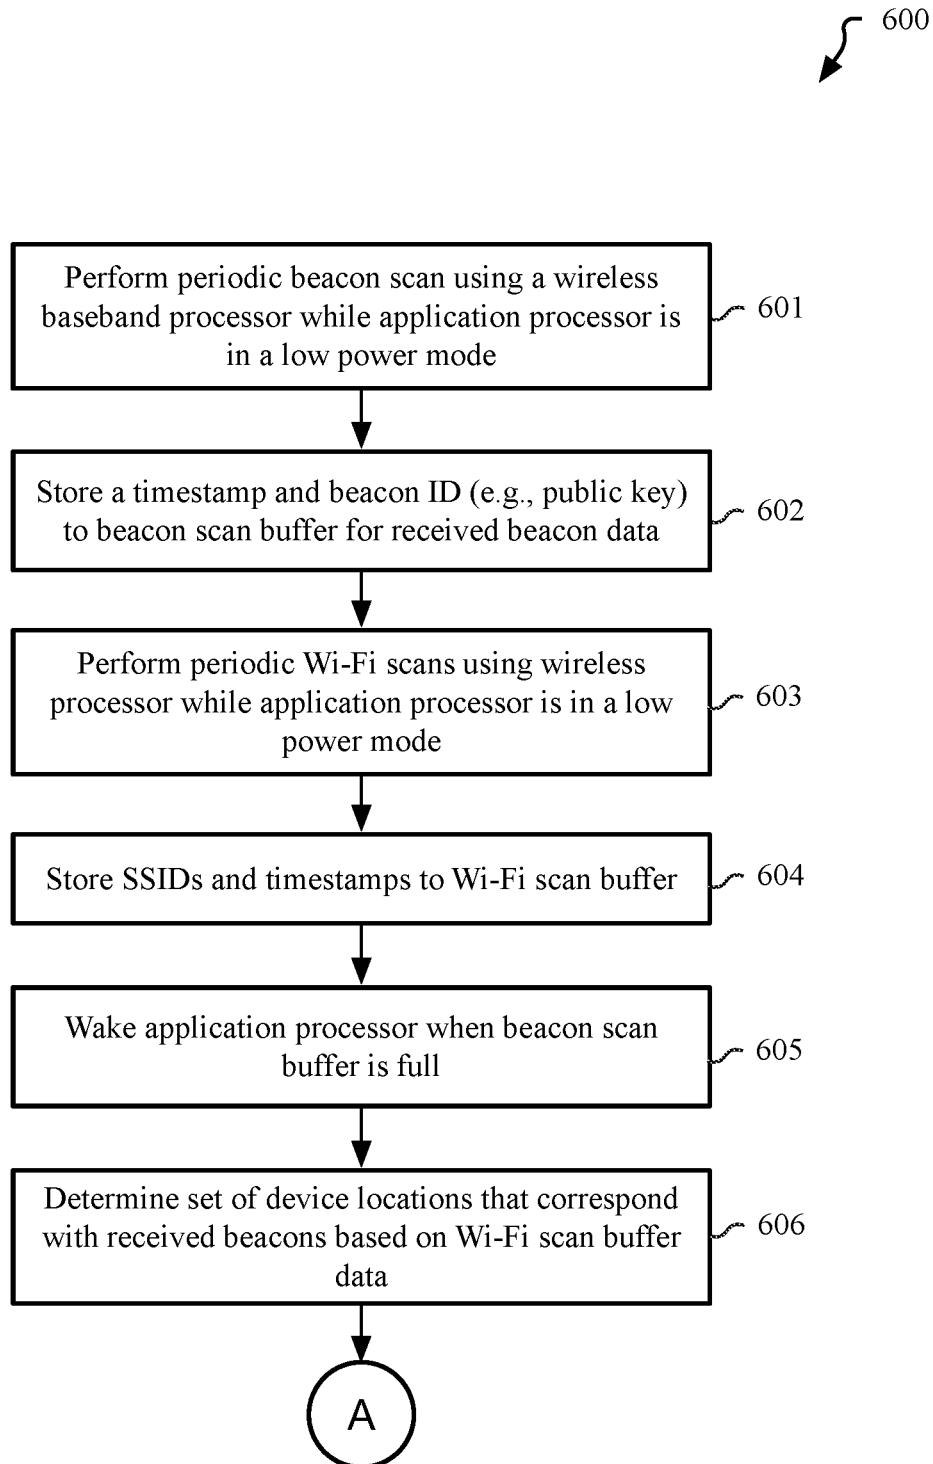 600
Perform periodic beacon scan using a wireless
baseband processor while application processor is
in a low power mode
601
Store a timestamp and beacon ID (e.g., public key)
to beacon scan buffer for received beacon data
602
Perform periodic Wi-Fi scans using wireless
processor while application processor is in a low
power mode
603
Store SSIDs and timestamps to Wi-Fi scan buffer
604
Wake application processor when beacon scan
buffer is full
605
Determine set of device locations that correspond
with received beacons based on Wi-Fi scan buffer
data
606
A